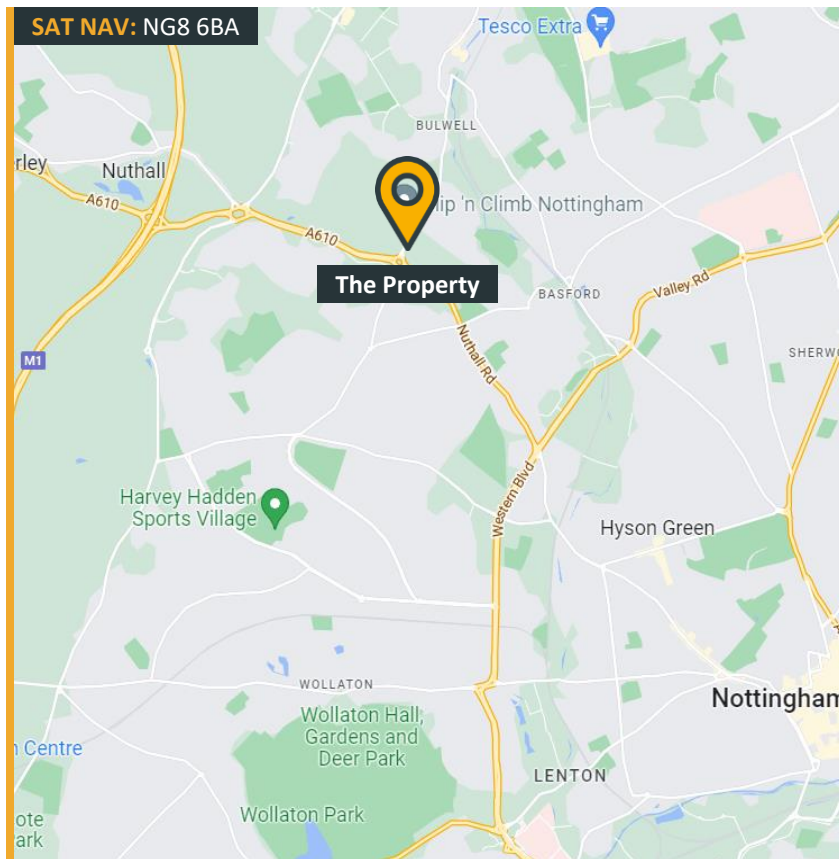 SAT NAV: NG8 6BA
Tesco Extra
BULWELL
Nuthall
A610
'n Climb Nottingham
A610
The Property
BASFORD
Valley Rd
Nuthall Rd
M1
Harvey Hadden
Sports Village
Western Blvd
Hyson Green
WOLLATON
Nottingham
Wollaton Hall,
Gardens and
Deer Park
Centre
LENTON
Wollaton Park